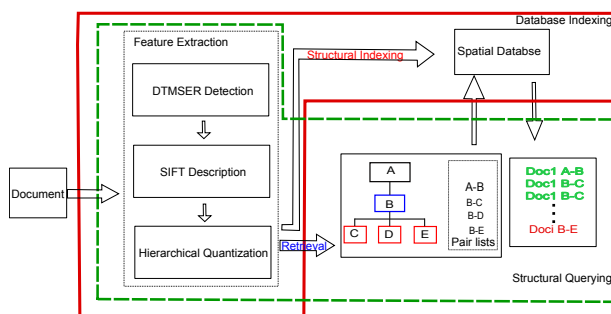 Database Indexing
Feature Extraction
Structural Indexing
Spatial Databse
DTMSER Detection
SIFT Description
Document
Hierarchical Quantization
Retrieval
A
B
C
D
E
A-B
B-C
B-D
B-E
Pair lists
Doc1 A-B
Doc1 B-C
Doc1 B-C
Doci B-E
Structural Querying